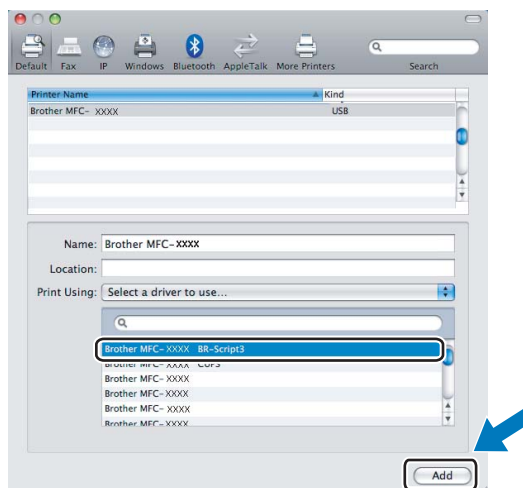 Default Fax IP Windows Bluetooth AppleTalk More Printers Search
Printer Name Kind
Brother MFC- XXXX USB
Name: Brother MFC-XXXX
Location:
Print Using: Select a driver to use...
Brother MFC- XXXX BR-Script3
Brother MFC- XXXX CUPS
Brother MFC- XXXX
Brother MFC- XXXX
Brother MFC- XXXX
Brother MFC- XXXX
Add